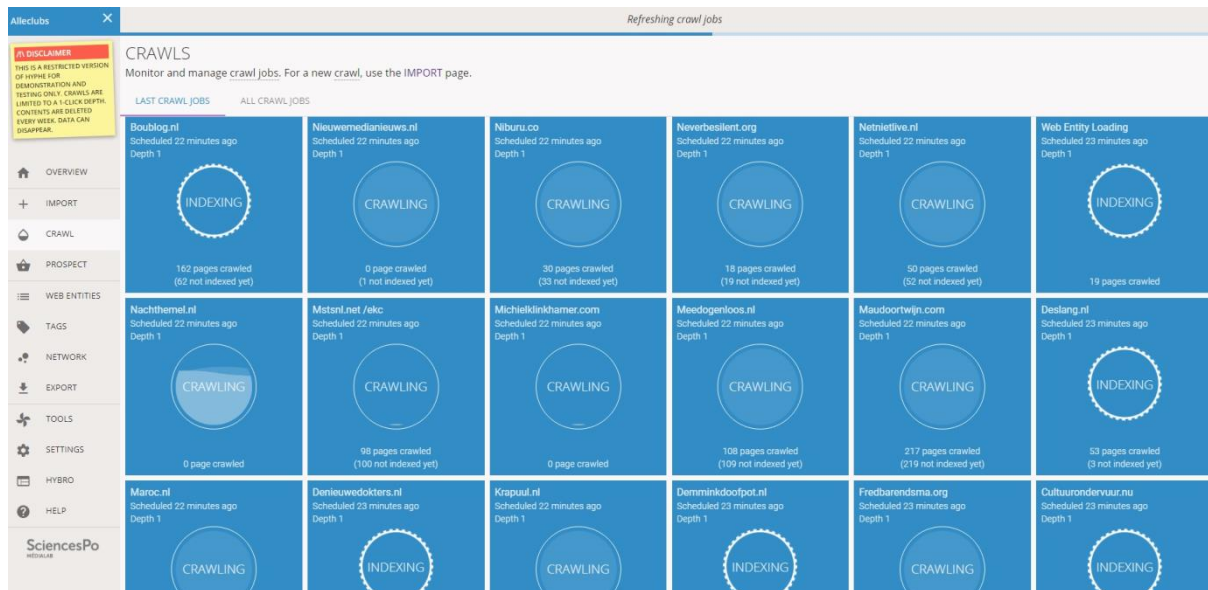 Alleclubs
Refreshing crawl jobs
/!\ DISCLAIMER
THIS IS A RESTRICTED VERSION
OF HYPHE FOR
DEMONSTRATION AND
TESTING ONLY. CRAWLS ARE
LIMITED TO A 1-CLICK DEPTH.
CONTENTS ARE DELETED
EVERY WEEK. DATA CAN
DISAPPEAR.
OVERVIEW
IMPORT
CRAWL
PROSPECT
WEB ENTITIES
TAGS
NETWORK
EXPORT
TOOLS
SETTINGS
HYBRO
HELP
SciencesPo
MÉDIALAB
CRAWLS
Monitor and manage crawl jobs. For a new crawl, use the IMPORT page.
LAST CRAWL JOBS
ALL CRAWL JOBS
Boublog.nl
Scheduled 22 minutes ago
Depth 1
INDEXING
162 pages crawled
(62 not indexed yet)
Nieuwemedianieuws.nl
Scheduled 22 minutes ago
Depth 1
CRAWLING
0 page crawled
(1 not indexed yet)
Niburu.co
Scheduled 22 minutes ago
Depth 1
CRAWLING
30 pages crawled
(33 not indexed yet)
Neverbesilent.org
Scheduled 22 minutes ago
Depth 1
CRAWLING
18 pages crawled
(19 not indexed yet)
Netnietlive.nl
Scheduled 22 minutes ago
Depth 1
CRAWLING
50 pages crawled
(52 not indexed yet)
Web Entity Loading
Scheduled 23 minutes ago
Depth 1
INDEXING
19 pages crawled
Nachthemel.nl
Scheduled 22 minutes ago
Depth 1
CRAWLING
0 page crawled
Mstsnl.net /ekc
Scheduled 22 minutes ago
Depth 1
CRAWLING
98 pages crawled
(100 not indexed yet)
Michielklinkhamer.com
Scheduled 22 minutes ago
Depth 1
CRAWLING
0 page crawled
Meedogenloos.nl
Scheduled 22 minutes ago
Depth 1
CRAWLING
108 pages crawled
(109 not indexed yet)
Maudoortwijn.com
Scheduled 22 minutes ago
Depth 1
CRAWLING
217 pages crawled
(219 not indexed yet)
Deslang.nl
Scheduled 23 minutes ago
Depth 1
INDEXING
53 pages crawled
(3 not indexed yet)
Maroc.nl
Scheduled 22 minutes ago
Depth 1
CRAWLING
Denieuwedokters.nl
Scheduled 23 minutes ago
Depth 1
INDEXING
Krapuul.nl
Scheduled 22 minutes ago
Depth 1
CRAWLING
Demminkdoofpot.nl
Scheduled 23 minutes ago
Depth 1
INDEXING
Fredbarendsma.org
Scheduled 23 minutes ago
Depth 1
CRAWLING
Cultuurondervuur.nu
Scheduled 23 minutes ago
Depth 1
INDEXING